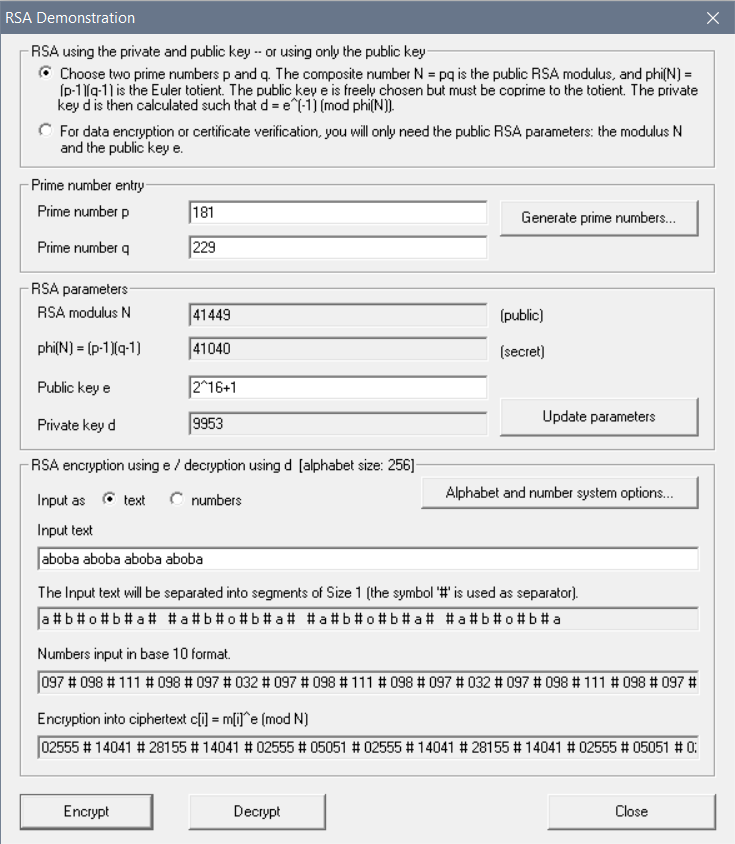 RSA Demonstration
RSA using the private and public key -- or using only the public key
Choose two prime numbers p and q. The composite number N = pq is the public RSA modulus, and phi(N) =
(p-1)(q-1) is the Euler totient. The public key e is freely chosen but must be coprime to the totient. The private
key d is then calculated such that d = e^(-1) (mod phi(N)).
For data encryption or certificate verification, you will only need the public RSA parameters: the modulus N
and the public key e.
Prime number entry
Prime number p
181
Generate prime numbers...
Prime number q
229
RSA parameters
RSA modulus N
41449
(public)
phi(N) = (p-1)(q-1)
41040
(secret)
Public key e
2^16+1
Update parameters
Private key d
9953
RSA encryption using e / decryption using d [alphabet size: 256]
Input as
text
numbers
Alphabet and number system options...
Input text
aboba aboba aboba aboba
The Input text will be separated into segments of Size 1 (the symbol '#' is used as separator).
a # b # o # b # a #   # a # b # o # b # a #   # a # b # o # b # a #   # a # b # o # b # a
Numbers input in base 10 format.
097 # 098 # 111 # 098 # 097 # 032 # 097 # 098 # 111 # 098 # 097 # 032 # 097 # 098 # 111 # 098 # 097 #
Encryption into ciphertext c[i] = m[i]^e (mod N)
02555 # 14041 # 28155 # 14041 # 02555 # 05051 # 02555 # 14041 # 28155 # 14041 # 02555 # 05051 #
Encrypt
Decrypt
Close